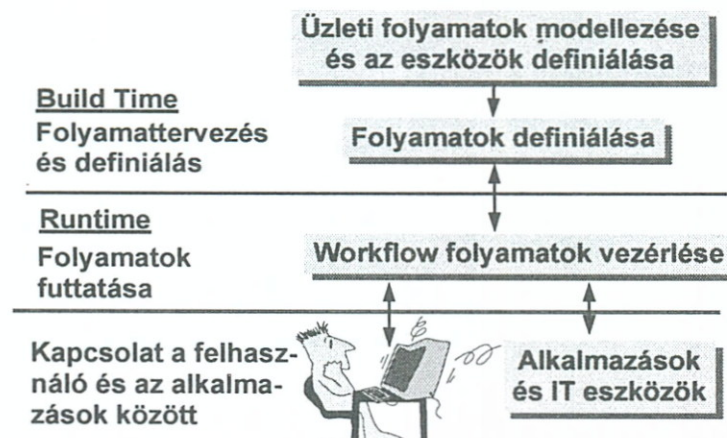 Üzleti folyamatok modellezése
és az eszközök definiálása
Build Time
Folyamattervezés
és definiálás
Folyamatok definiálása
Runtime
Folyamatok
futtatása
Workflow folyamatok vezérlése
Kapcsolat a felhasz-
náló és az alkalma-
zások között
Alkalmazások
és IT eszközök